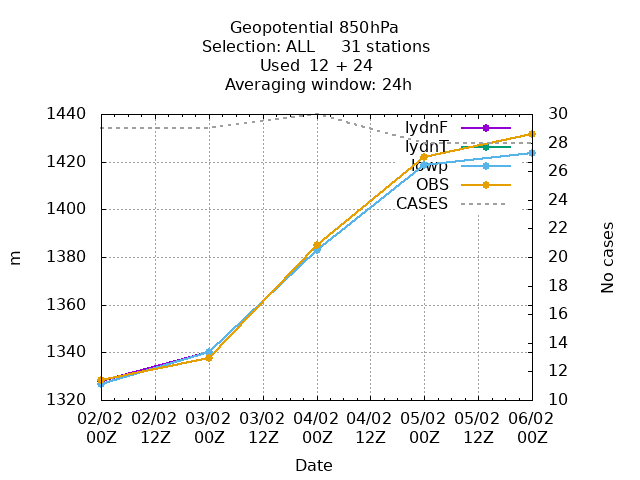 Geopotential 850hPa
Selection: ALL     31 stations
Used  12 + 24
Averaging window: 24h
1440
1420
1400
1380
1360
1340
1320
m
30
28
26
24
22
20
18
16
14
12
10
No cases
lydnF
lydnT
lowp
OBS
CASES
02/02 02/02 03/02 03/02 04/02 04/02 05/02 05/02 06/02
00Z 12Z 00Z 12Z 00Z 12Z 00Z 12Z 00Z
Date